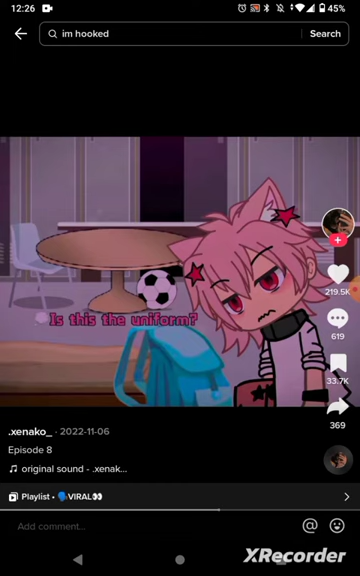 12:26
45%
im hooked
Search
Is this the uniform?
219.5K
619
33.7K
369
.xenako_ · 2022-11-06
Episode 8
original sound - .xenak...
Playlist • 🗣VIRAL👀
Add comment...
XRecorder